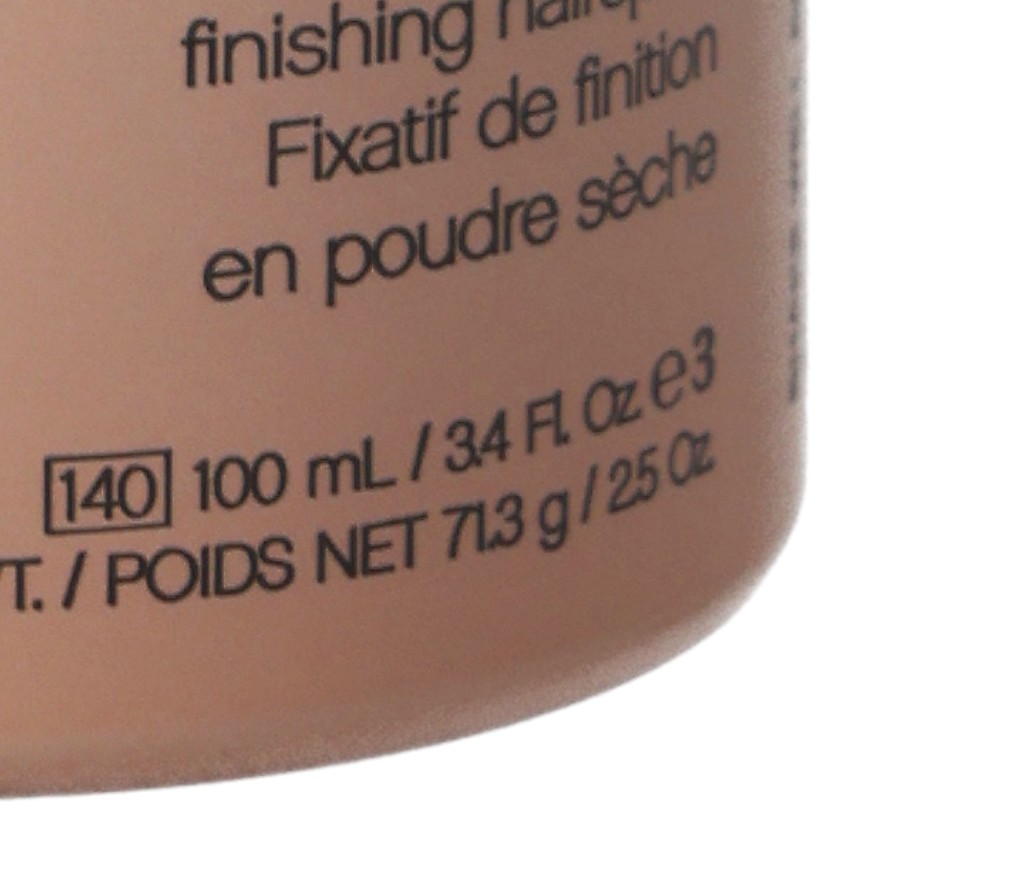 finishing
Fixatif de finition
en poudre sèche
140 100 mL / 3.4 Fl. Oz e 3
T. / POIDS NET 71.3 g / 2.5 Oz